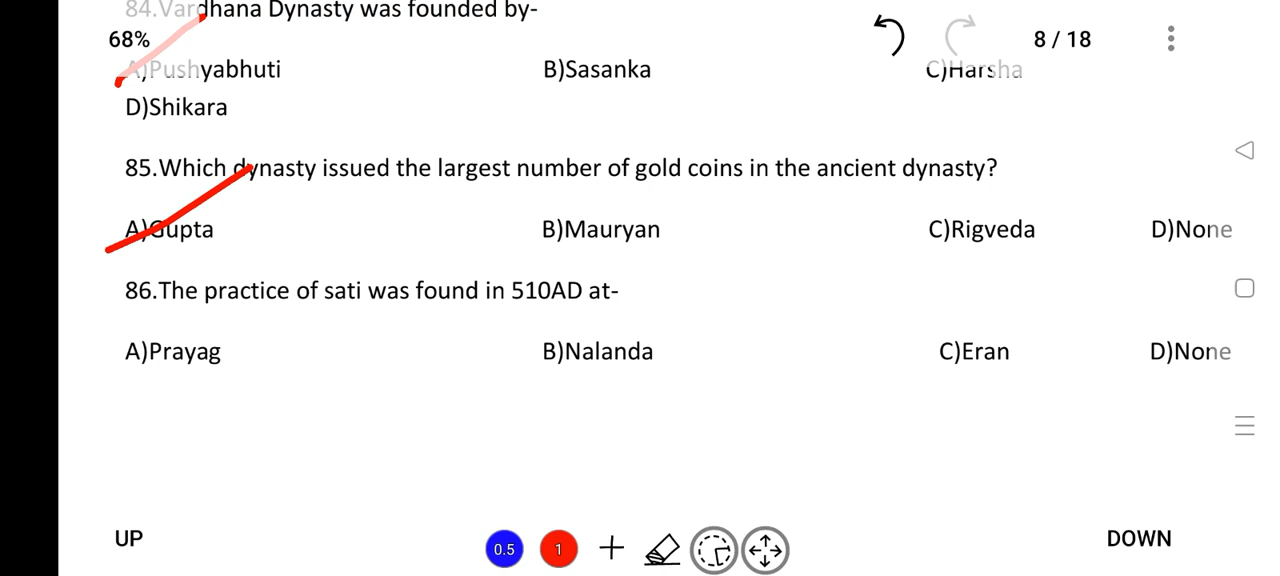 84.Vardhana Dynasty was founded by-
68%
8 / 18
A)Pushyabhuti B)Sasanka C)Harsha
D)Shikara
85.Which dynasty issued the largest number of gold coins in the ancient dynasty?
A)Gupta B)Mauryan C)Rigveda D)None
86.The practice of sati was found in 510AD at-
A)Prayag B)Nalanda C)Eran D)None
UP 0.5 1 DOWN